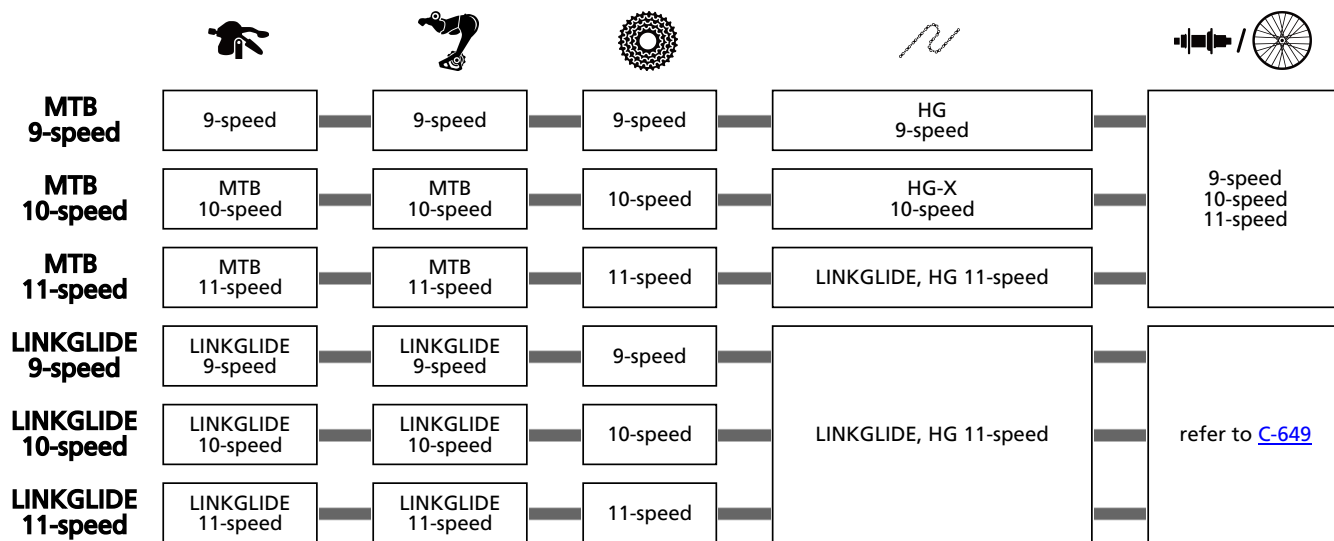 MTB
9-speed
9-speed
9-speed
9-speed
HG
9-speed
9-speed
10-speed
11-speed
MTB
10-speed
MTB
10-speed
MTB
10-speed
10-speed
HG-X
10-speed
MTB
11-speed
MTB
11-speed
MTB
11-speed
11-speed
LINKGLIDE, HG 11-speed
LINKGLIDE
9-speed
LINKGLIDE
9-speed
LINKGLIDE
9-speed
9-speed
LINKGLIDE, HG 11-speed
refer to C-649
LINKGLIDE
10-speed
LINKGLIDE
10-speed
LINKGLIDE
10-speed
10-speed
LINKGLIDE
11-speed
LINKGLIDE
11-speed
LINKGLIDE
11-speed
11-speed